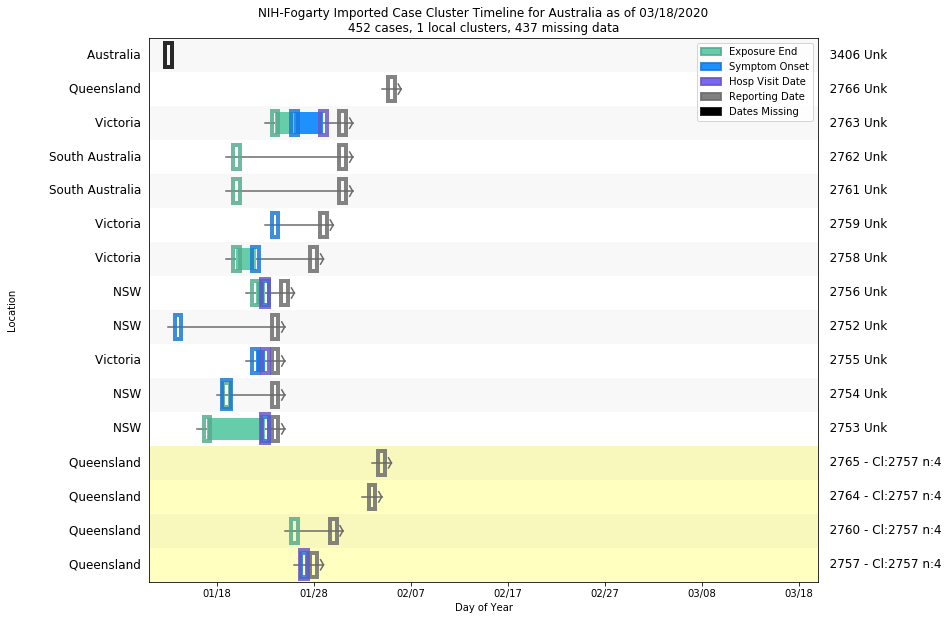 NIH-Fogarty Imported Case Cluster Timeline for Australia as of 03/18/2020
452 cases, 1 local clusters, 437 missing data
Exposure End
Symptom Onset
Hosp Visit Date
Reporting Date
Dates Missing
Location
Australia 3406 Unk
Queensland 2766 Unk
Victoria 2763 Unk
South Australia 2762 Unk
South Australia 2761 Unk
Victoria 2759 Unk
Victoria 2758 Unk
NSW 2756 Unk
NSW 2752 Unk
Victoria 2755 Unk
NSW 2754 Unk
NSW 2753 Unk
Queensland 2765 - Cl:2757 n:4
Queensland 2764 - Cl:2757 n:4
Queensland 2760 - Cl:2757 n:4
Queensland 2757 - Cl:2757 n:4
01/18 01/28 02/07 02/17 02/27 03/08 03/18
Day of Year